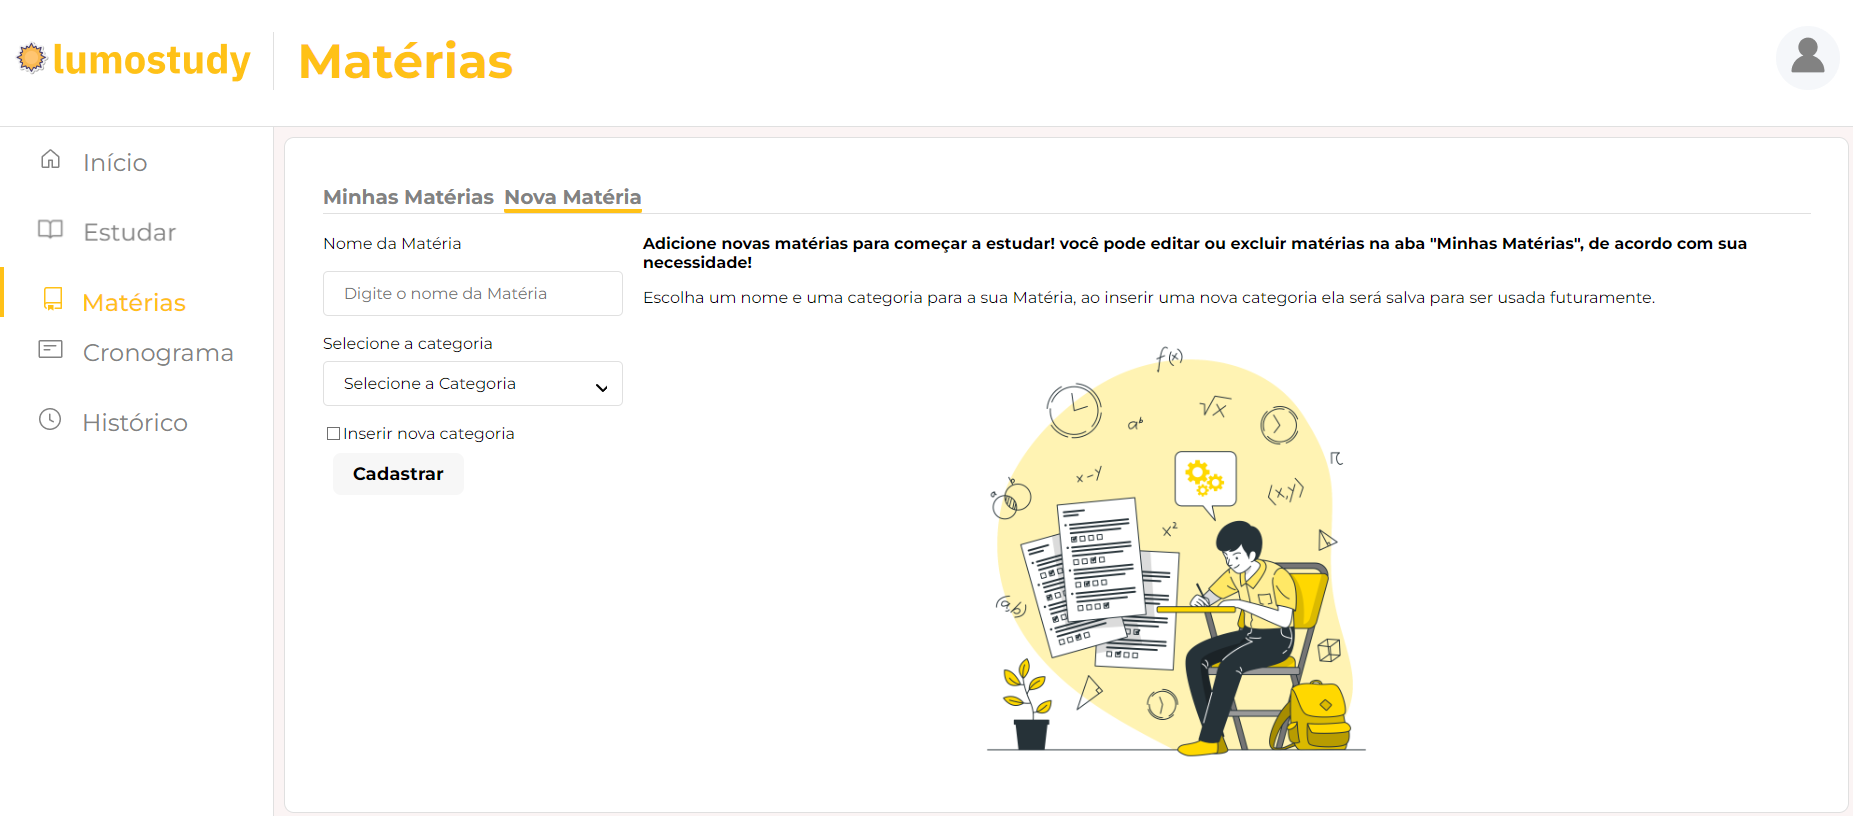 lumostudy
Matérias
Início
Estudar
Matérias
Cronograma
Histórico
Minhas Matérias Nova Matéria
Nome da Matéria
Digite o nome da Matéria
Selecione a categoria
Selecione a Categoria
Inserir nova categoria
Cadastrar
Adicione novas matérias para começar a estudar! você pode editar ou excluir matérias na aba "Minhas Matérias", de acordo com sua
necessidade!
Escolha um nome e uma categoria para a sua Matéria, ao inserir uma nova categoria ela será salva para ser usada futuramente.
f(x)
√x
aᵇ
π
x-y
(x,y)
a b
x²
(a,b)